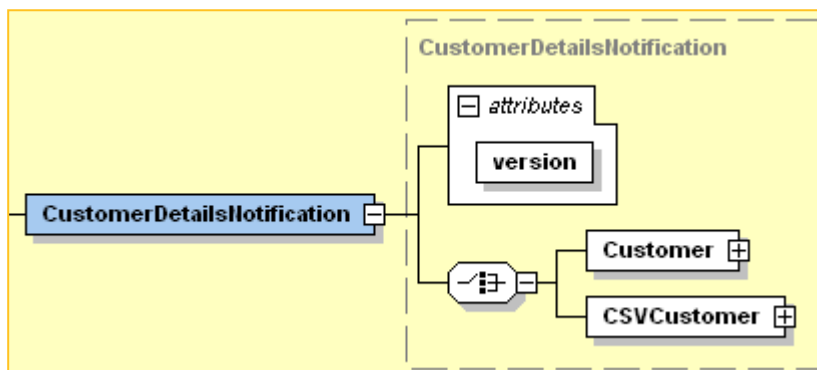 CustomerDetailsNotification
attributes
version
CustomerDetailsNotification
Customer
CSVCustomer